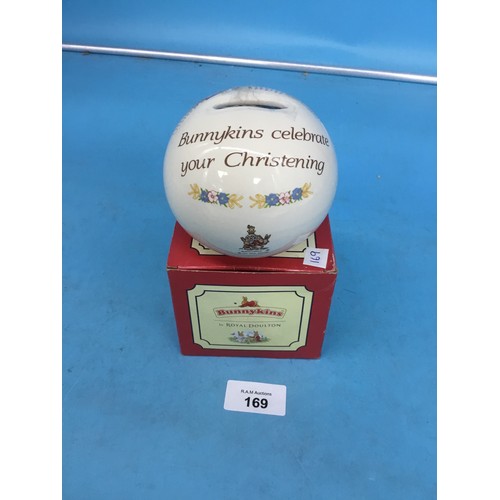 Bunnykins celebrate
your Christening
169
Bunnykins
by ROYAL DOULTON
R.A.M Auctions
169